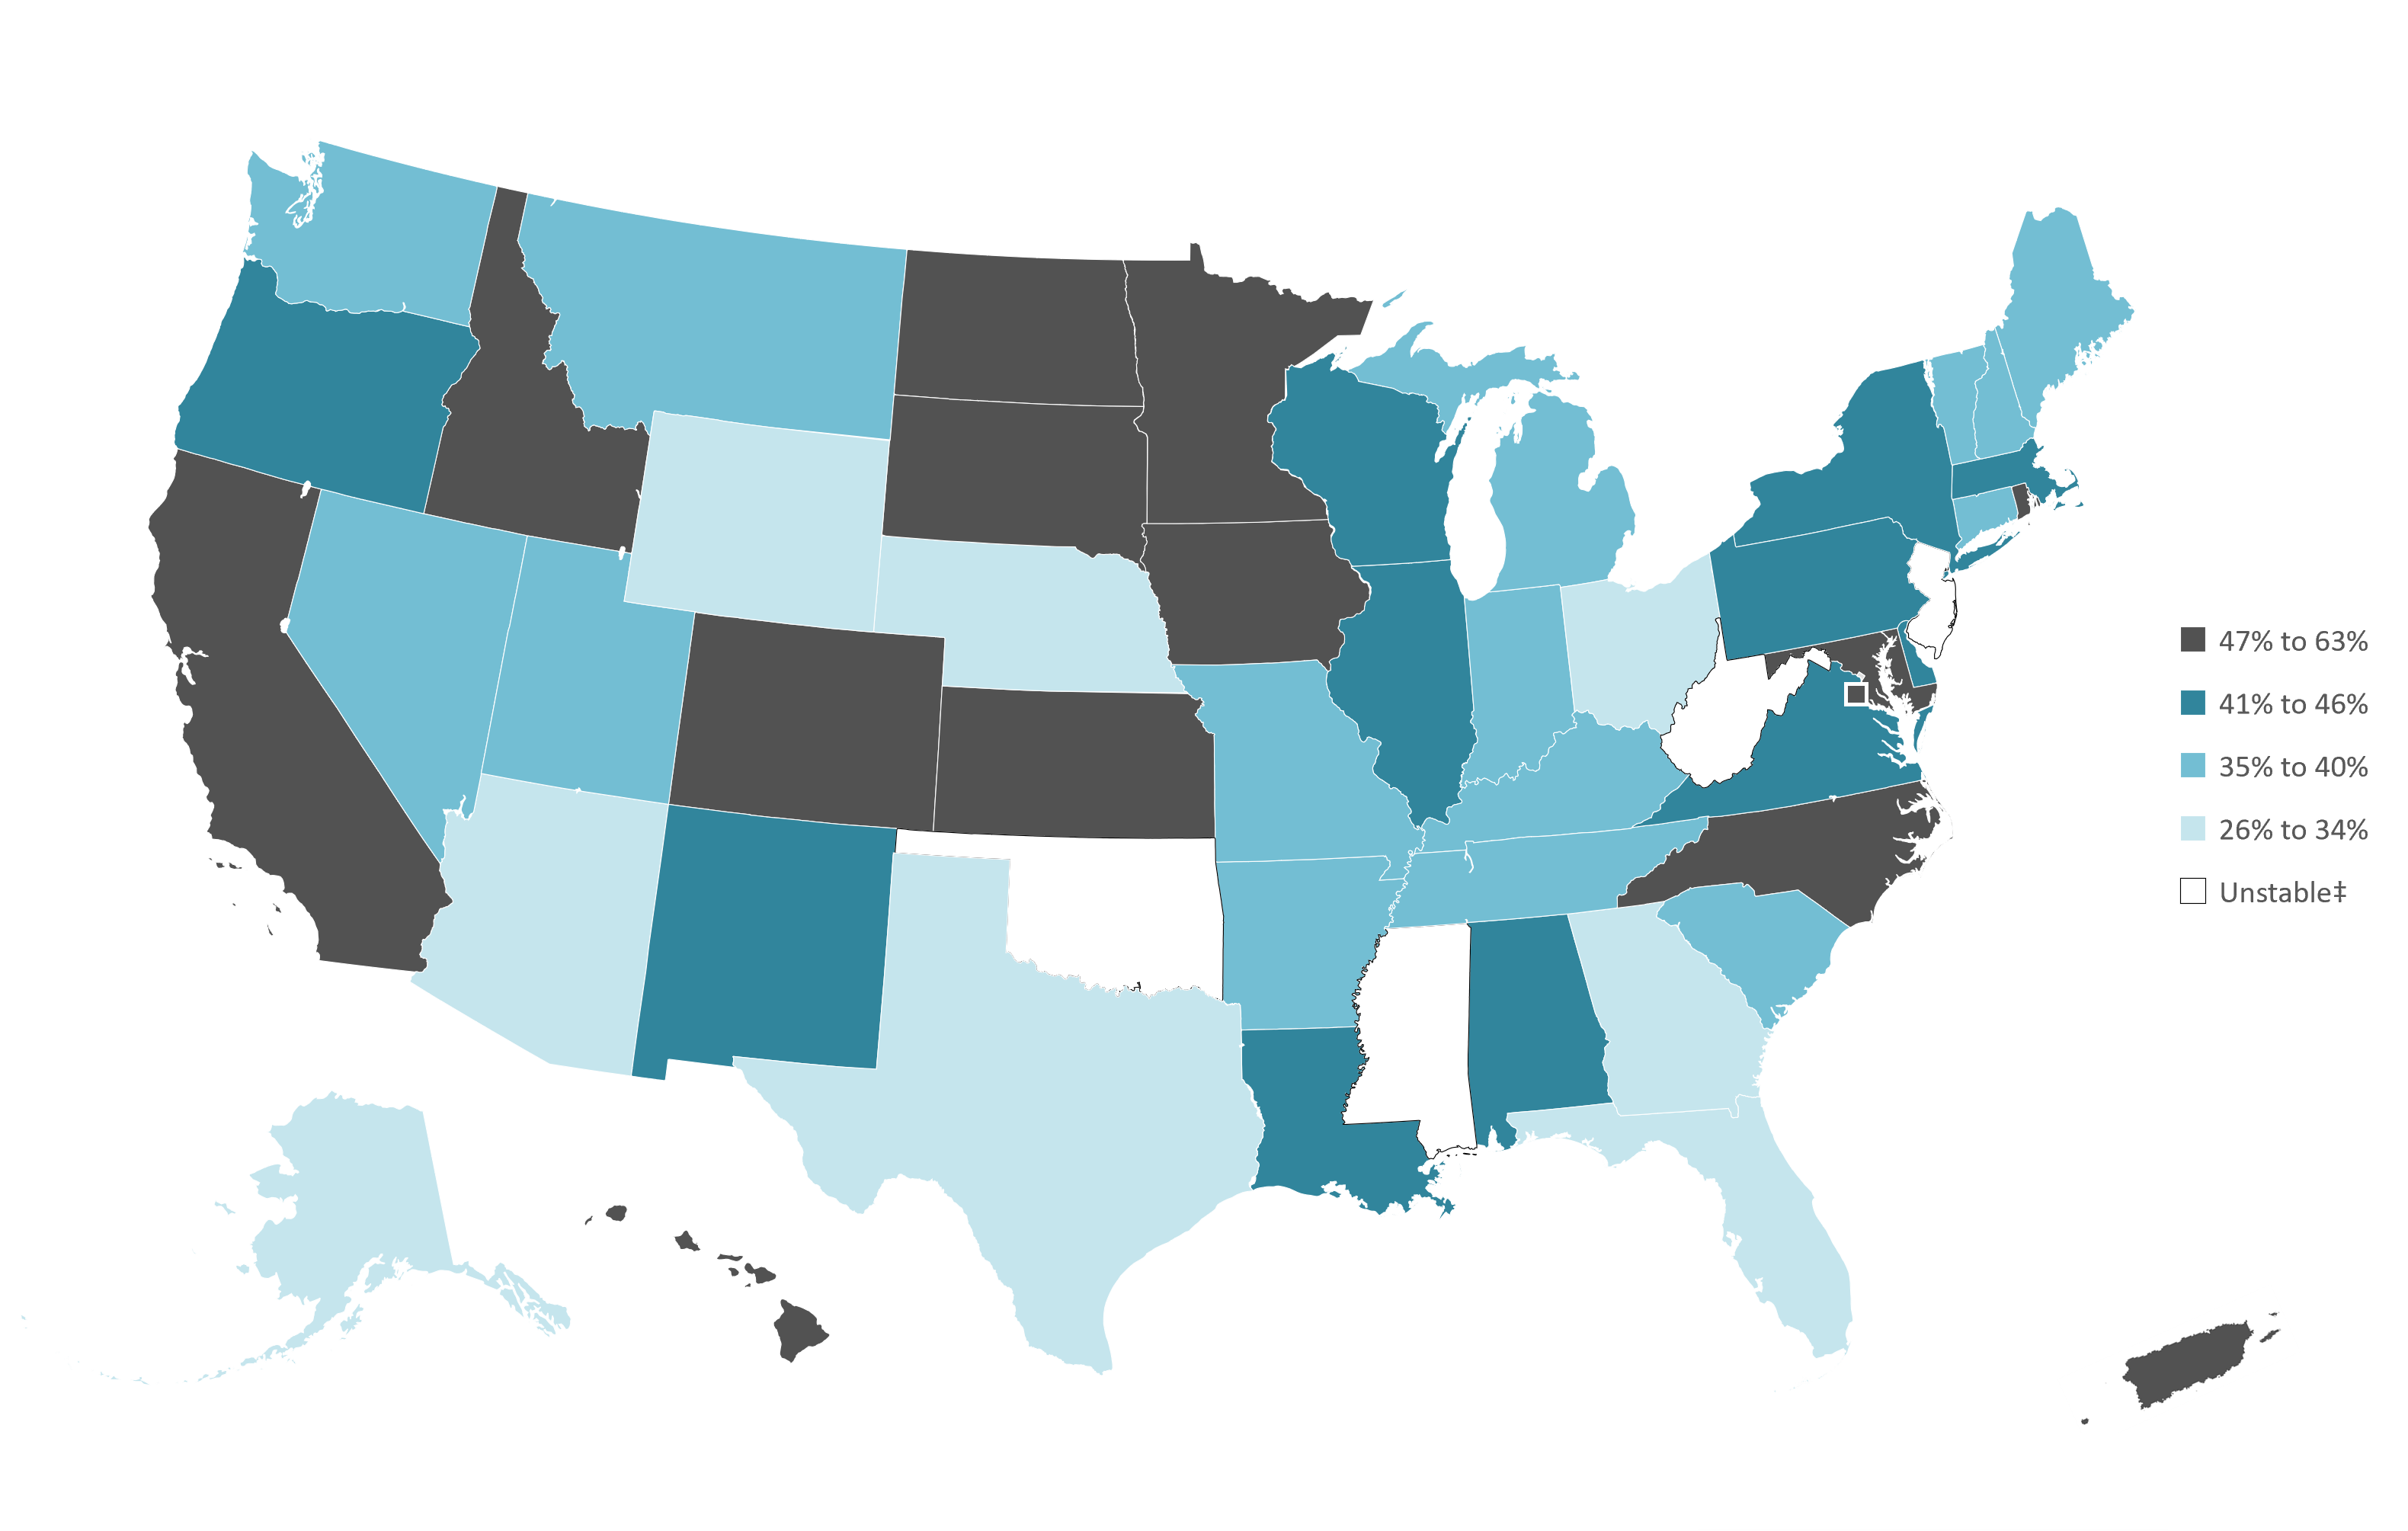 47% to 63%
41% to 46%
35% to 40%
26% to 34%
Unstable‡